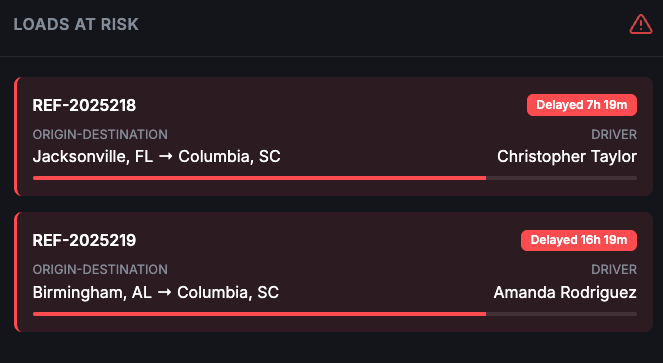 LOADS AT RISK
REF-2025218
Delayed 7h 19m
ORIGIN-DESTINATION
DRIVER
Jacksonville, FL → Columbia, SC
Christopher Taylor
REF-2025219
Delayed 16h 19m
ORIGIN-DESTINATION
DRIVER
Birmingham, AL → Columbia, SC
Amanda Rodriguez